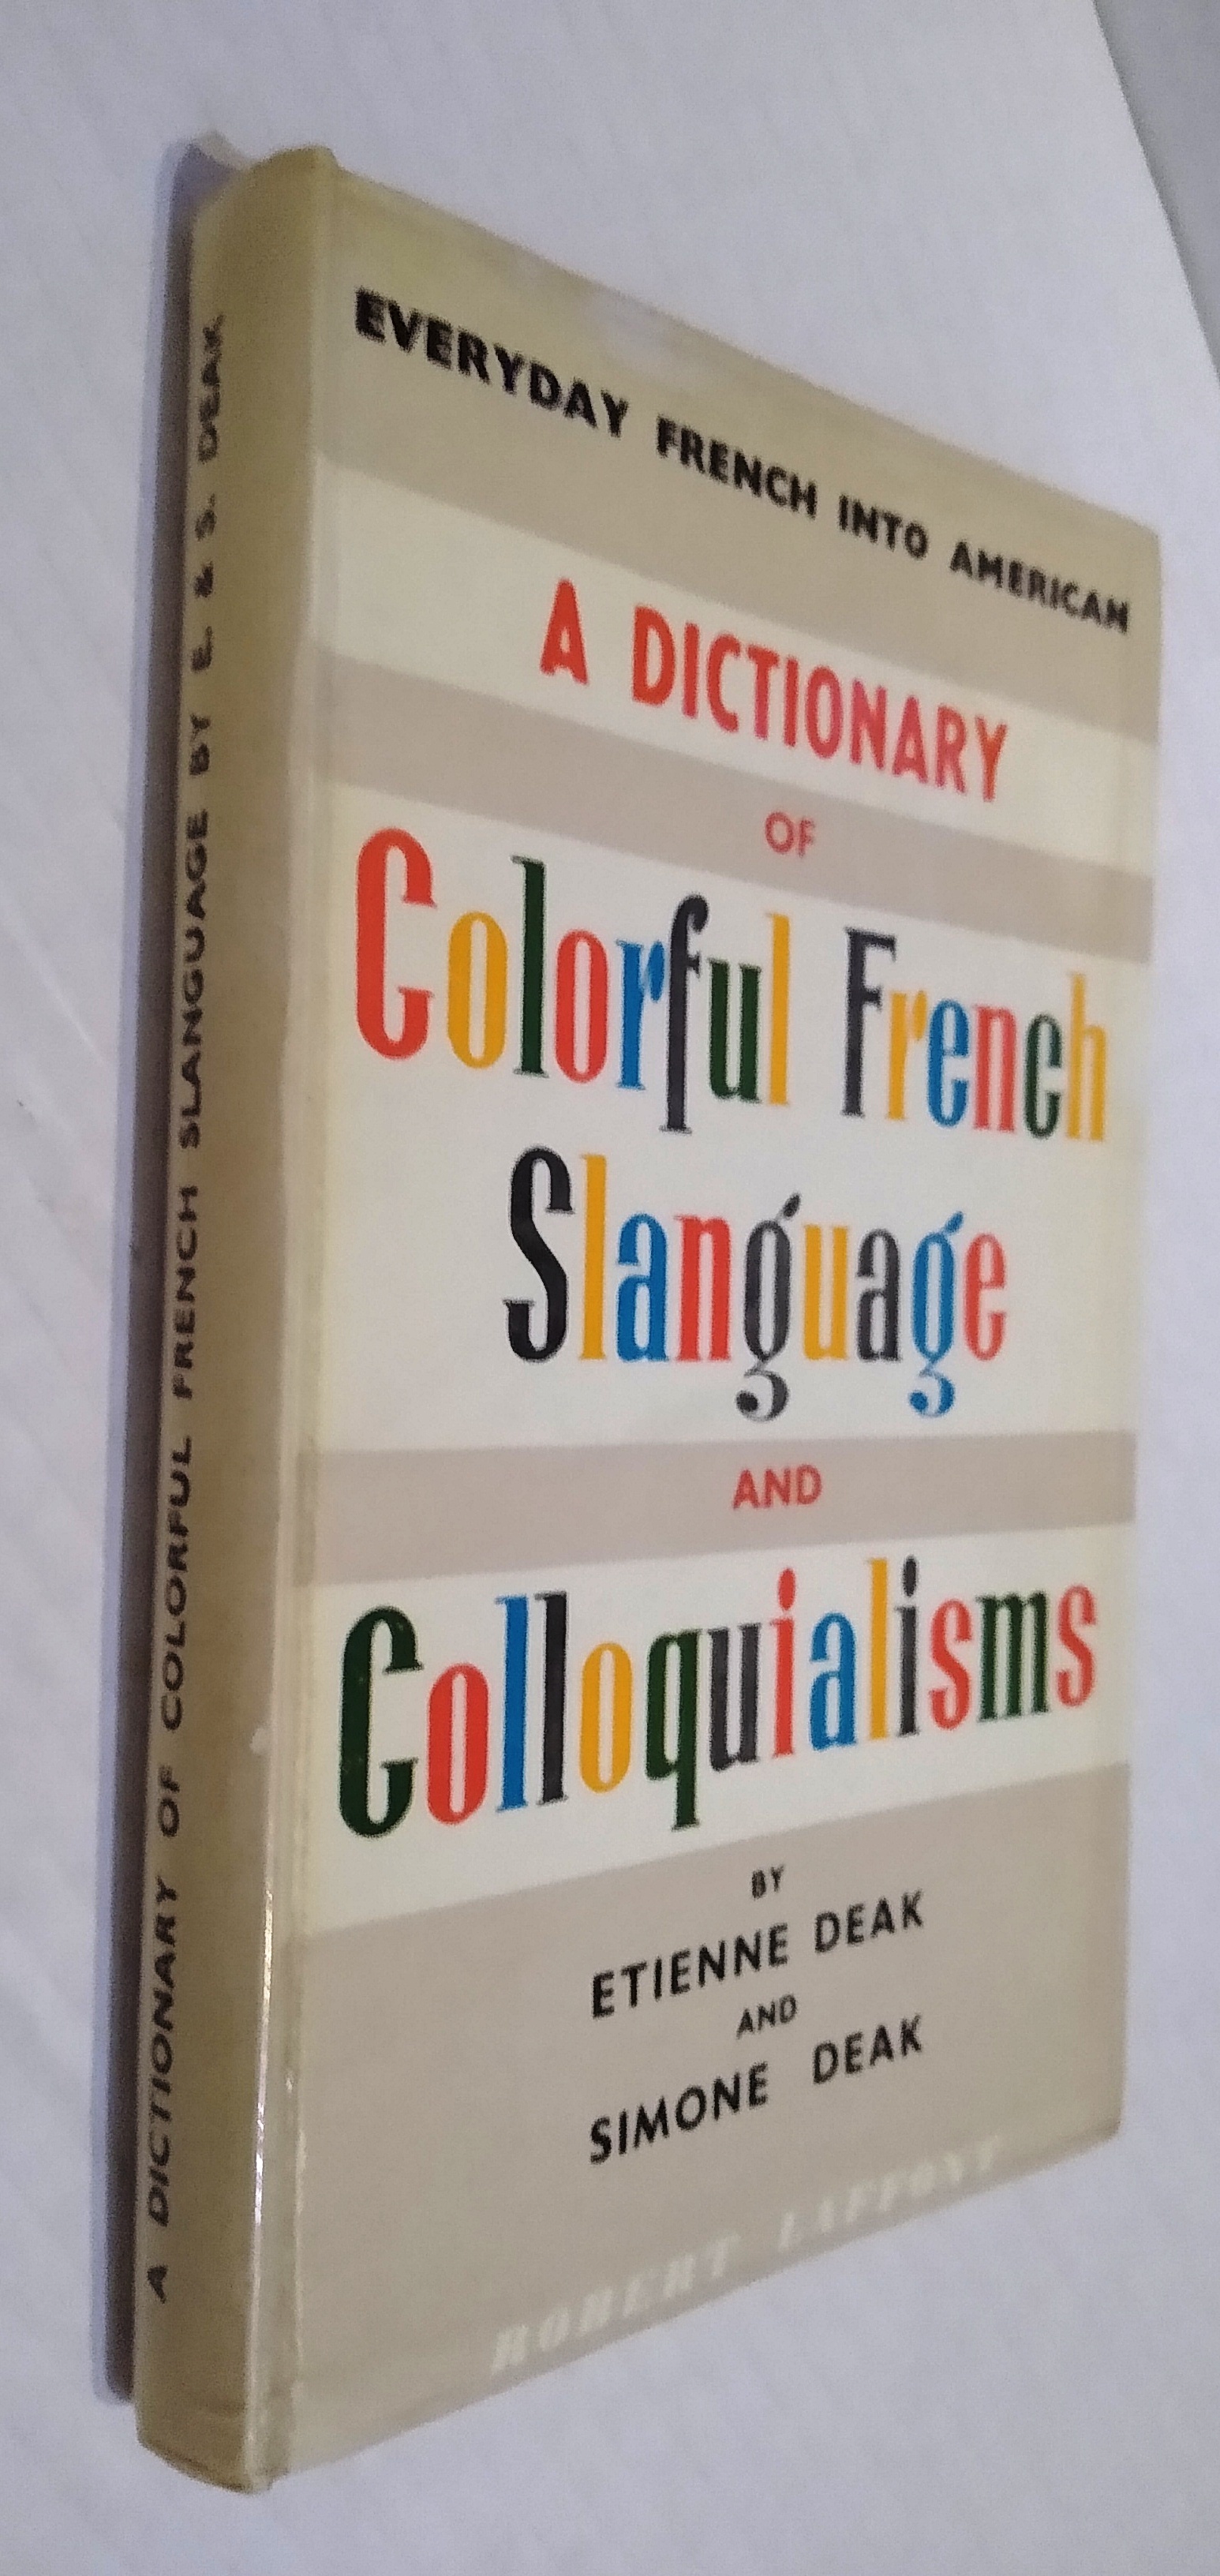 A DICTIONARY OF COLORFUL FRENCH SLANGUAGE BY E. & S. DEAK
EVERYDAY FRENCH INTO AMERICAN
A DICTIONARY
OF
Colorful French
Slanguage
AND
Colloquialisms
BY
ETIENNE DEAK
AND
SIMONE DEAK
ROBERT LAFFONT